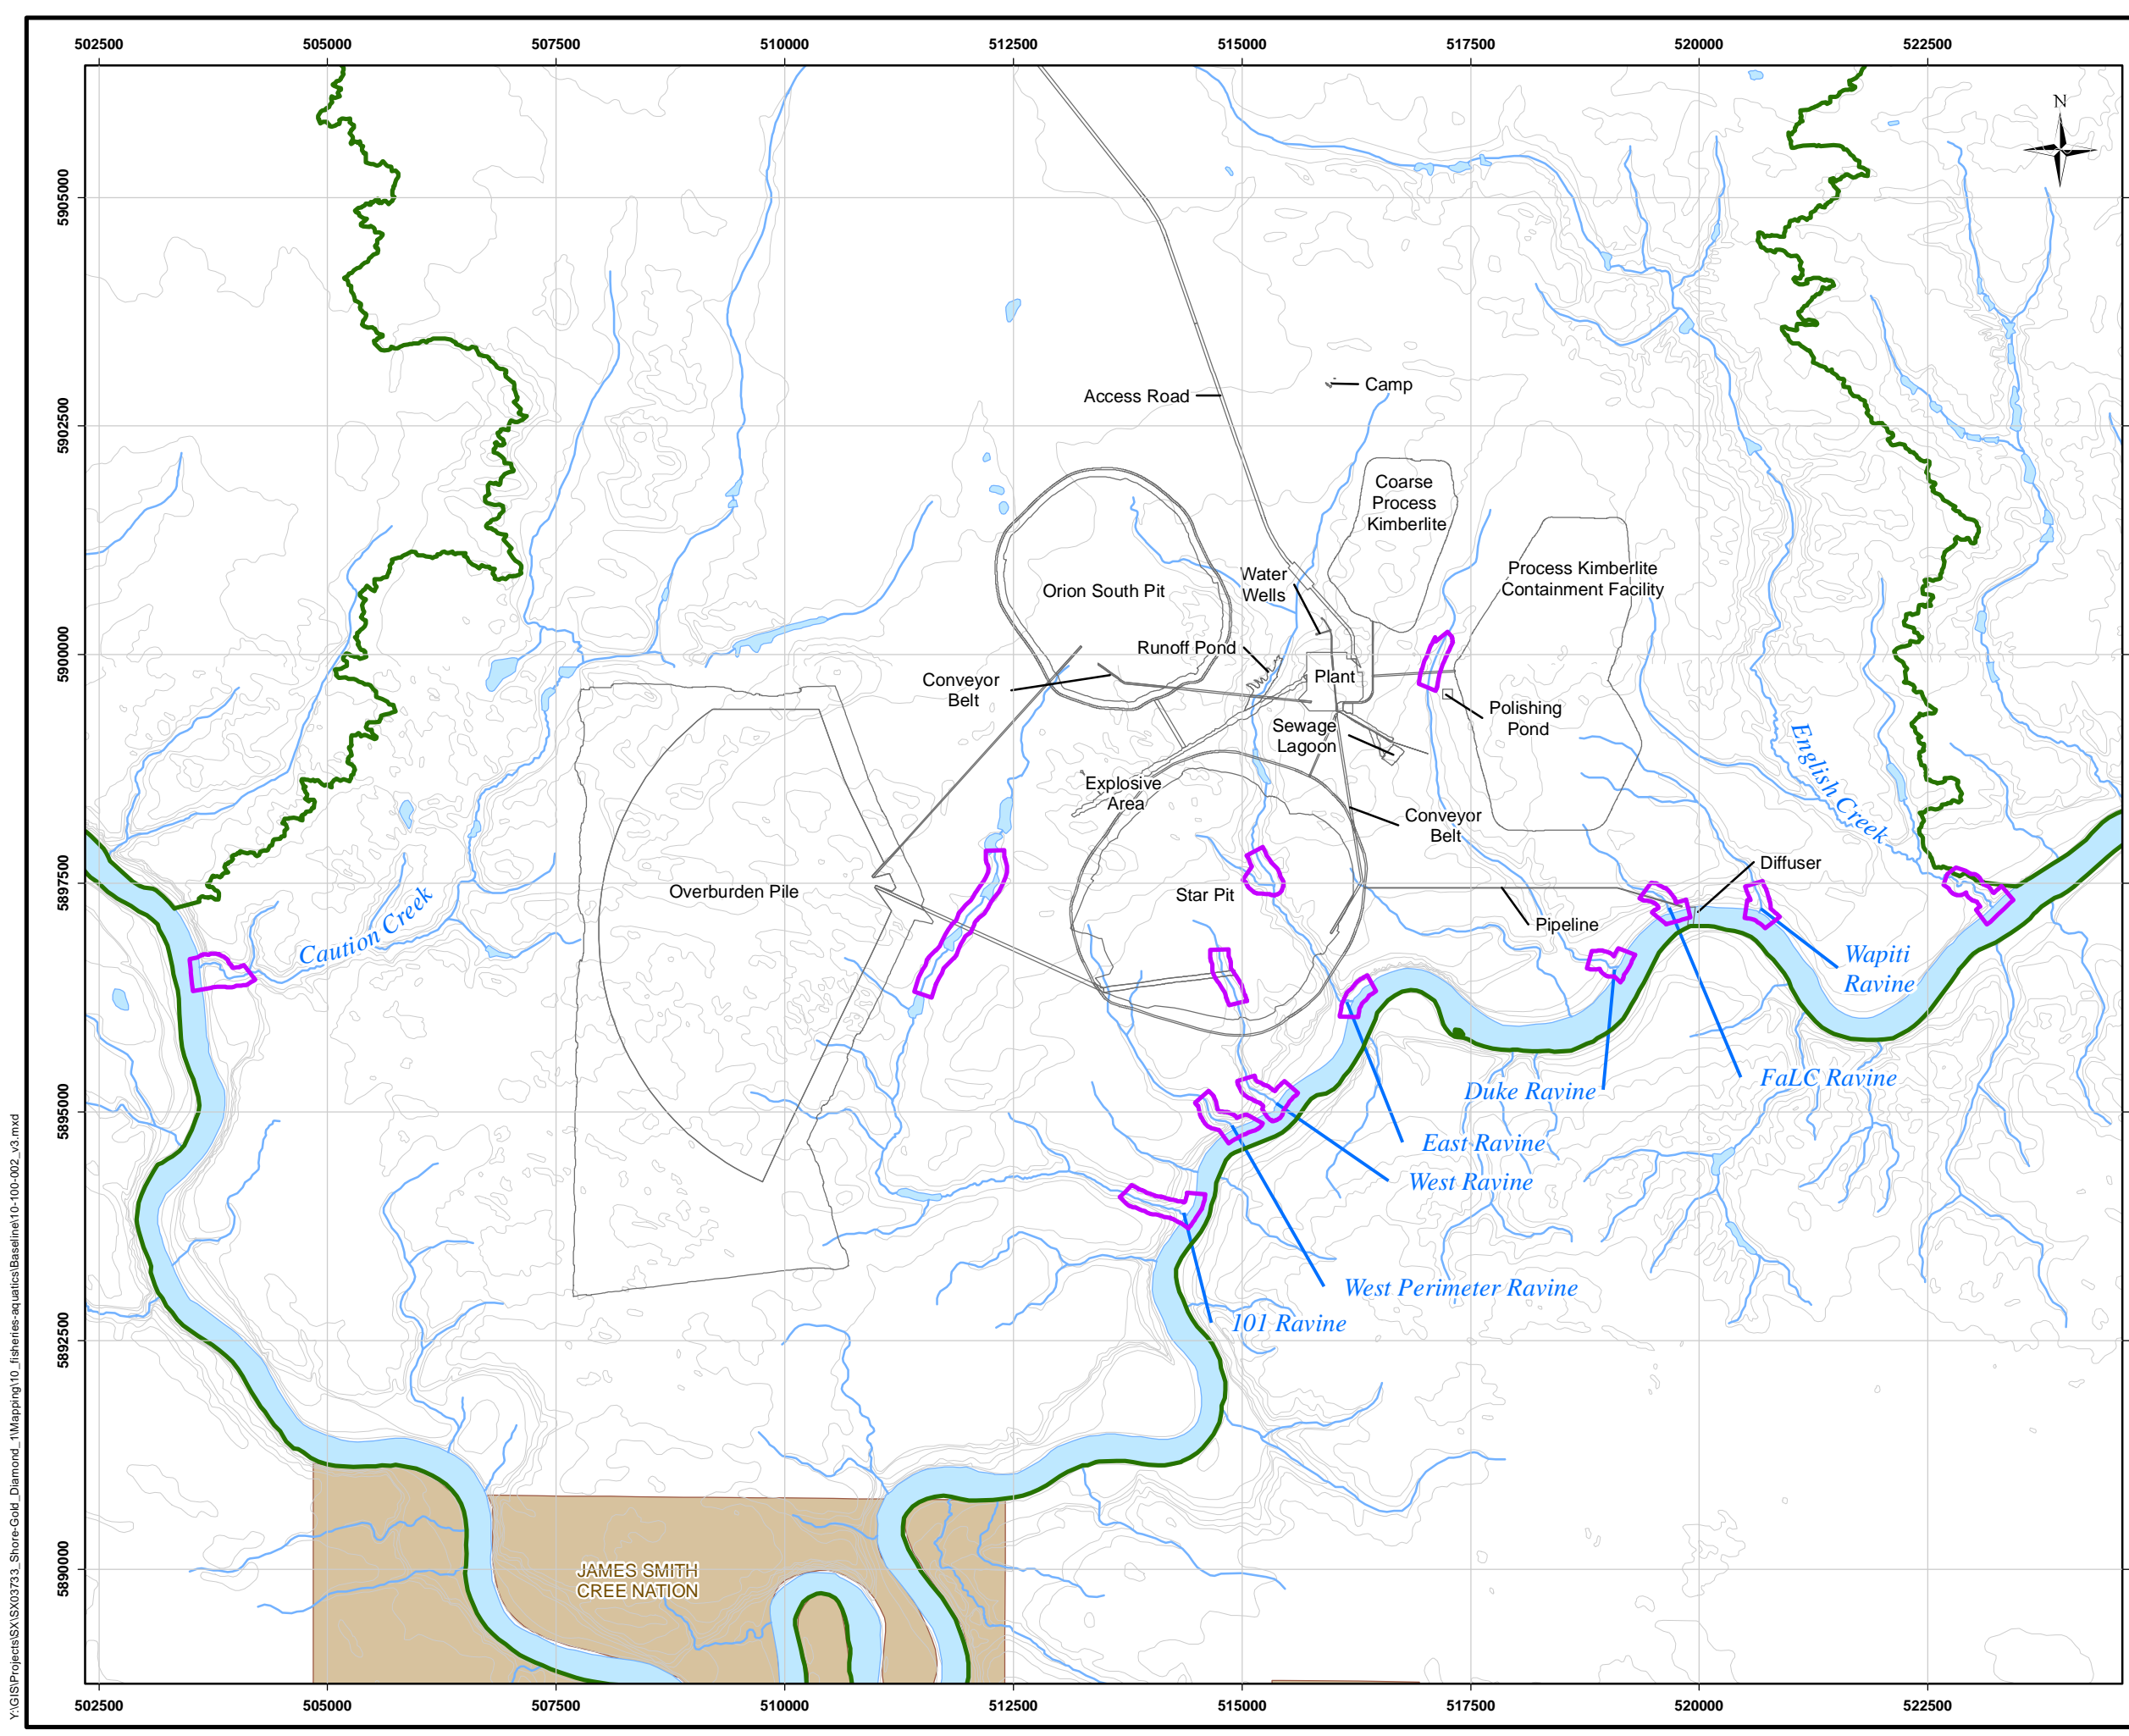 502500 505000 507500 510000 512500 515000 517500 520000 522500
N
5905000
Access Road
Camp
5902500
Coarse
Process
Kimberlite
Water
Wells
Process Kimberlite
Containment Facility
Orion South Pit
Runoff Pond
5900000
Conveyor
Belt
Plant
Polishing
Pond
Sewage
Lagoon
English Creek
Explosive
Area
Conveyor
Belt
Diffuser
5897500
Overburden Pile
Star Pit
Caution Creek
Pipeline
Wapiti
Ravine
Duke Ravine
FaLC Ravine
5895000
East Ravine
West Ravine
West Perimeter Ravine
101 Ravine
5892500
JAMES SMITH
CREE NATION
5890000
502500 505000 507500 510000 512500 515000 517500 520000 522500
Y:\GIS\Projects\SX\SX03733_Shore-Gold_Diamond_1\Mapping\10_fisheries-aquatics\Baseline\10-100-002_v3.mxd